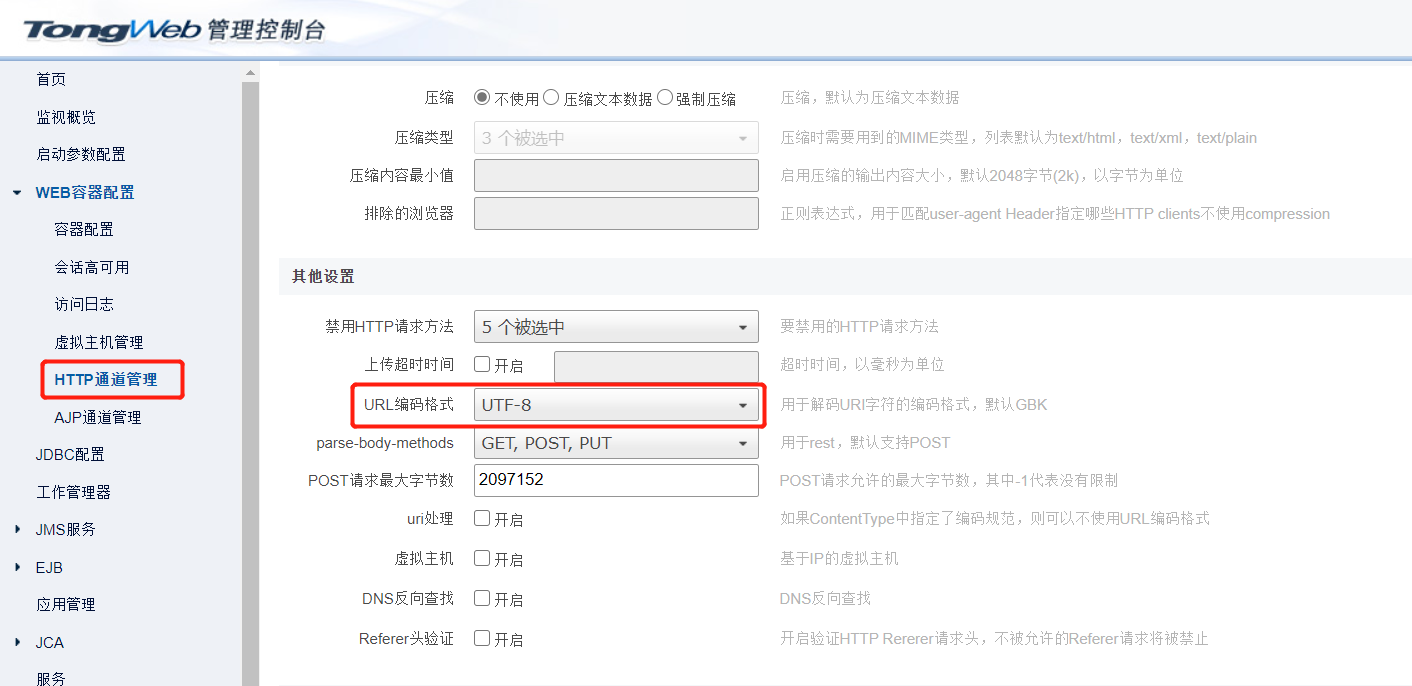 TongWeb 管理控制台
首页
监视概览
启动参数配置
WEB容器配置
容器配置
会话高可用
访问日志
虚拟主机管理
HTTP通道管理
AJP通道管理
JDBC配置
工作管理器
JMS服务
EJB
应用管理
JCA
服务
压缩 不使用 压缩文本数据 强制压缩 压缩，默认为压缩文本数据
压缩类型 3 个被选中 压缩时需要用到的MIME类型，列表默认为text/html，text/xml，text/plain
压缩内容最小值 启用压缩的输出内容大小，默认2048字节(2k)，以字节为单位
排除的浏览器 正则表达式，用于匹配user-agent Header指定哪些HTTP clients不使用compression
其他设置
禁用HTTP请求方法 5 个被选中 要禁用的HTTP请求方法
上传超时时间 开启 超时时间，以毫秒为单位
URL编码格式 UTF-8 用于解码URI字符的编码格式，默认GBK
parse-body-methods GET, POST, PUT 用于rest，默认支持POST
POST请求最大字节数 2097152 POST请求允许的最大字节数，其中-1代表没有限制
uri处理 开启 如果ContentType中指定了编码规范，则可以不使用URL编码格式
虚拟主机 开启 基于IP的虚拟主机
DNS反向查找 开启 DNS反向查找
Referer头验证 开启 开启验证HTTP Rererer请求头，不被允许的Referer请求将被禁止